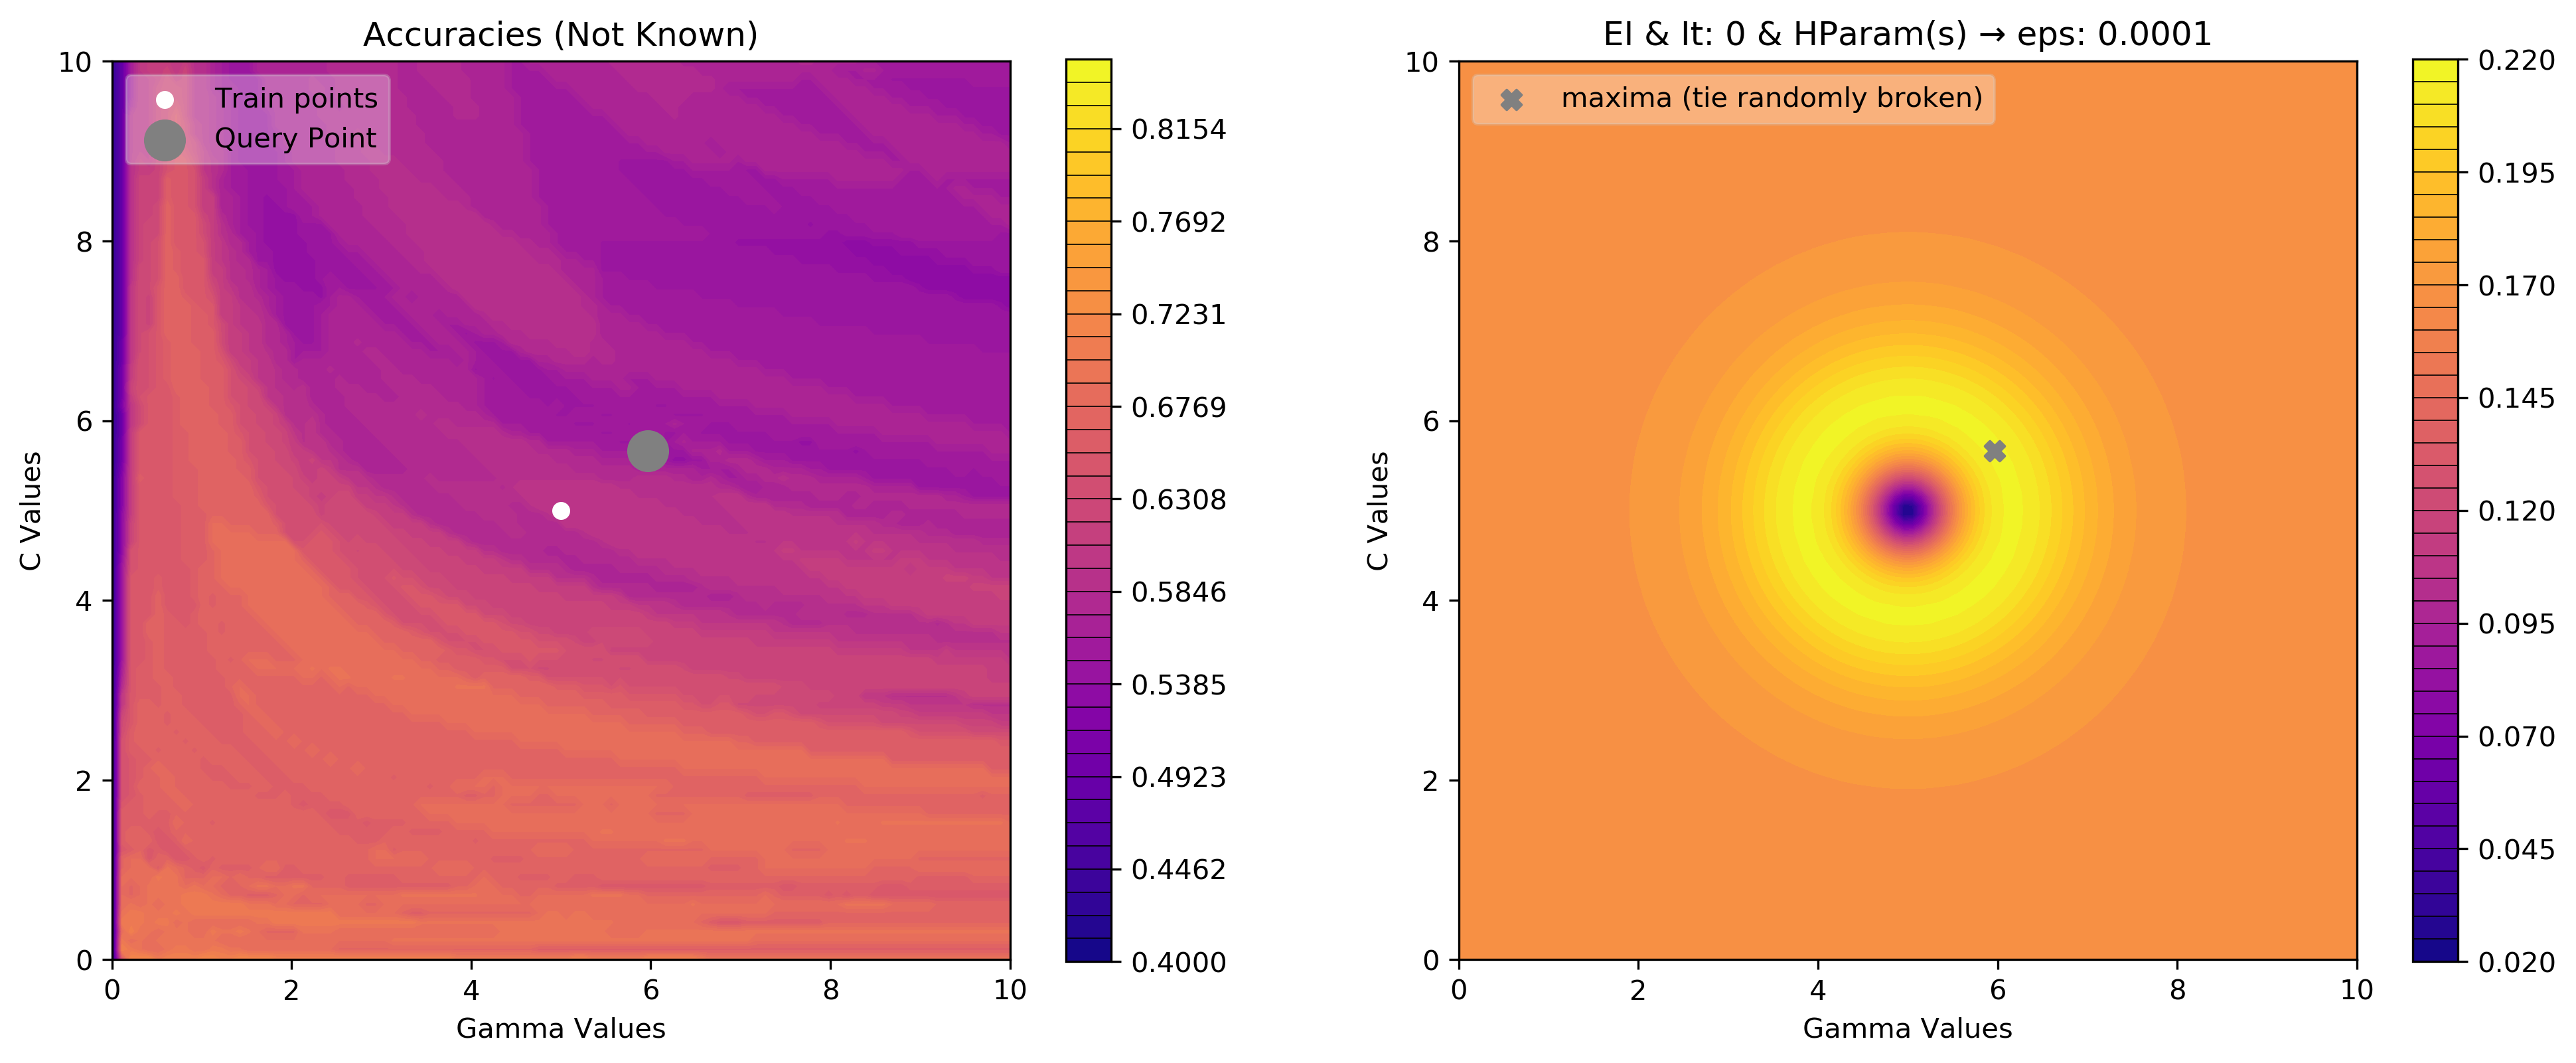 Accuracies (Not Known)
10
8
6
4
2
0
C Values
Train points
Query Point
0 2 4 6 8 10
Gamma Values
0.8154
0.7692
0.7231
0.6769
0.6308
0.5846
0.5385
0.4923
0.4462
0.4000
EI & It: 0 & HParam(s) → eps: 0.0001
10
8
6
4
2
0
C Values
maxima (tie randomly broken)
0 2 4 6 8 10
Gamma Values
0.220
0.195
0.170
0.145
0.120
0.095
0.070
0.045
0.020